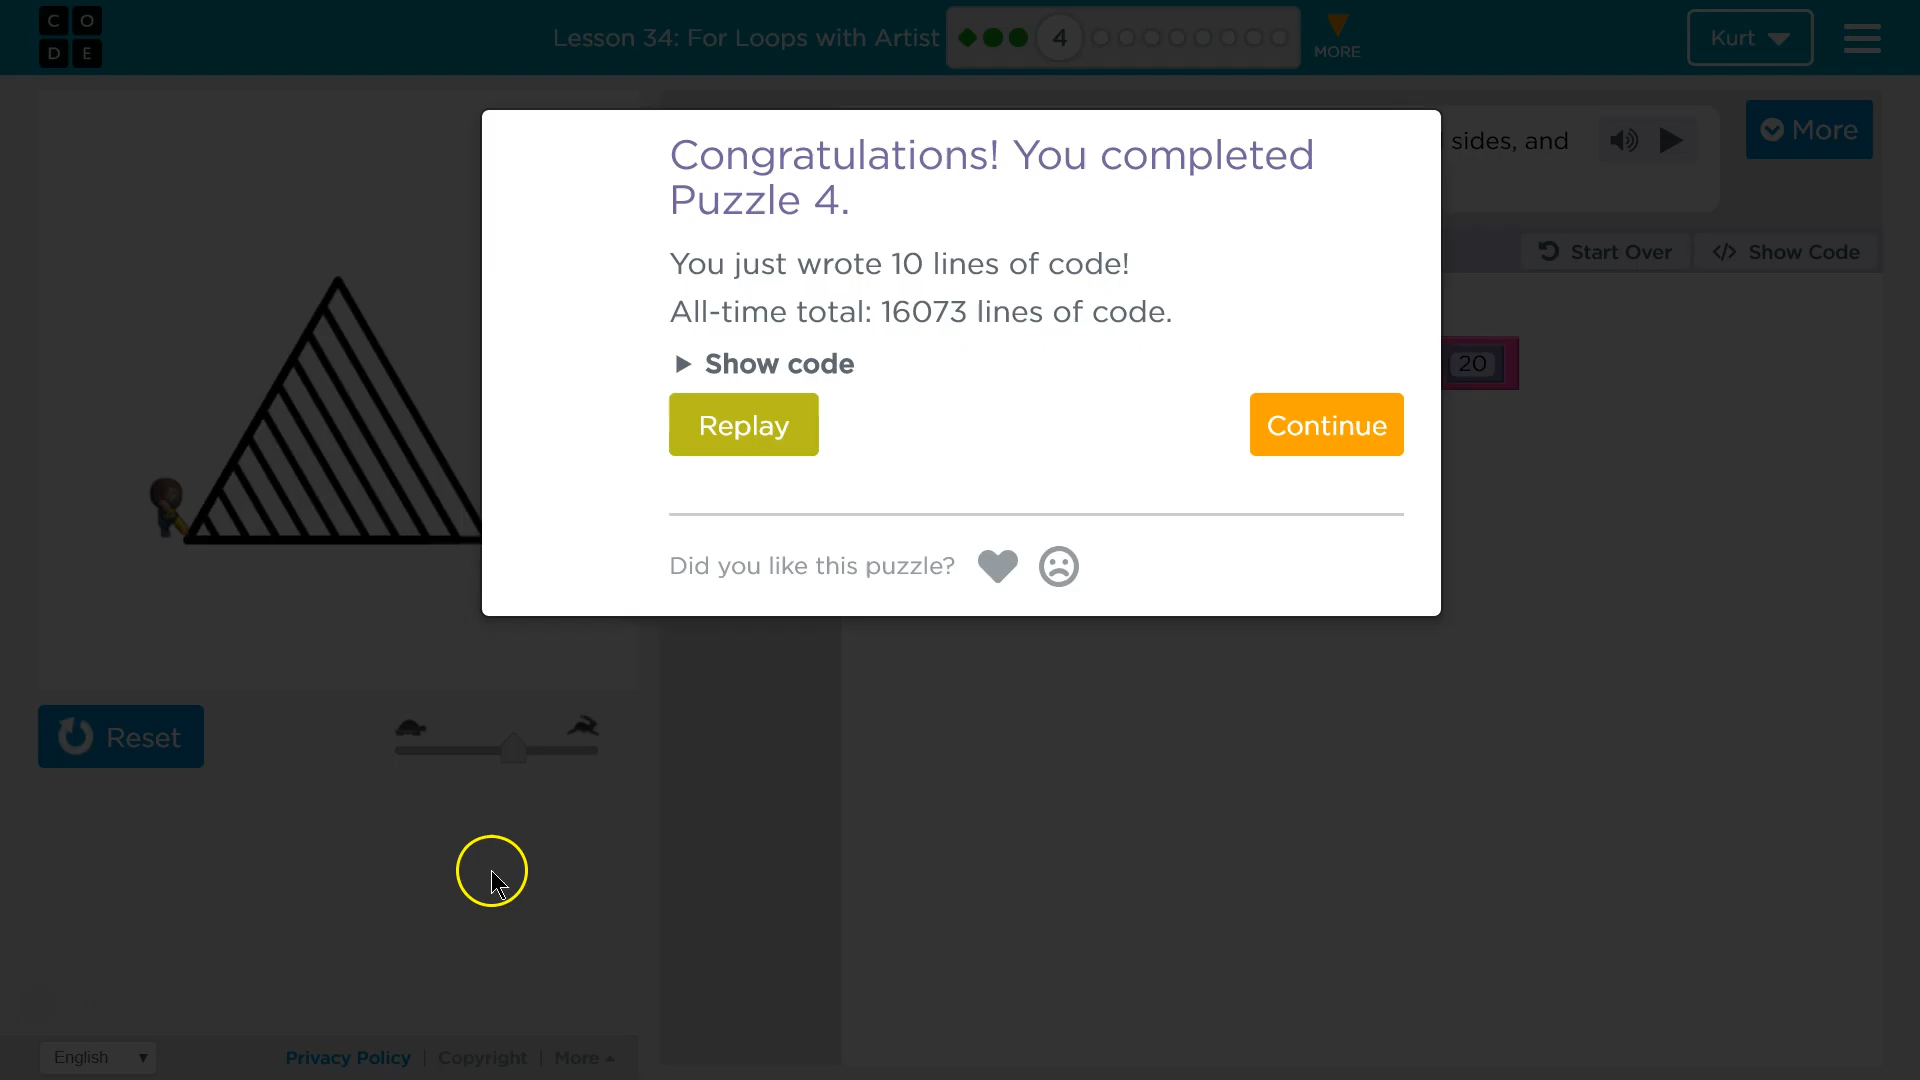 C O
D E
Lesson 34: For Loops with Artist
4
MORE
Kurt
sides, and
More
Start Over
</> Show Code
20
Congratulations! You completed
Puzzle 4.
You just wrote 10 lines of code!
All-time total: 16073 lines of code.
Show code
Replay
Continue
Did you like this puzzle?
Reset
English
Privacy Policy | Copyright | More